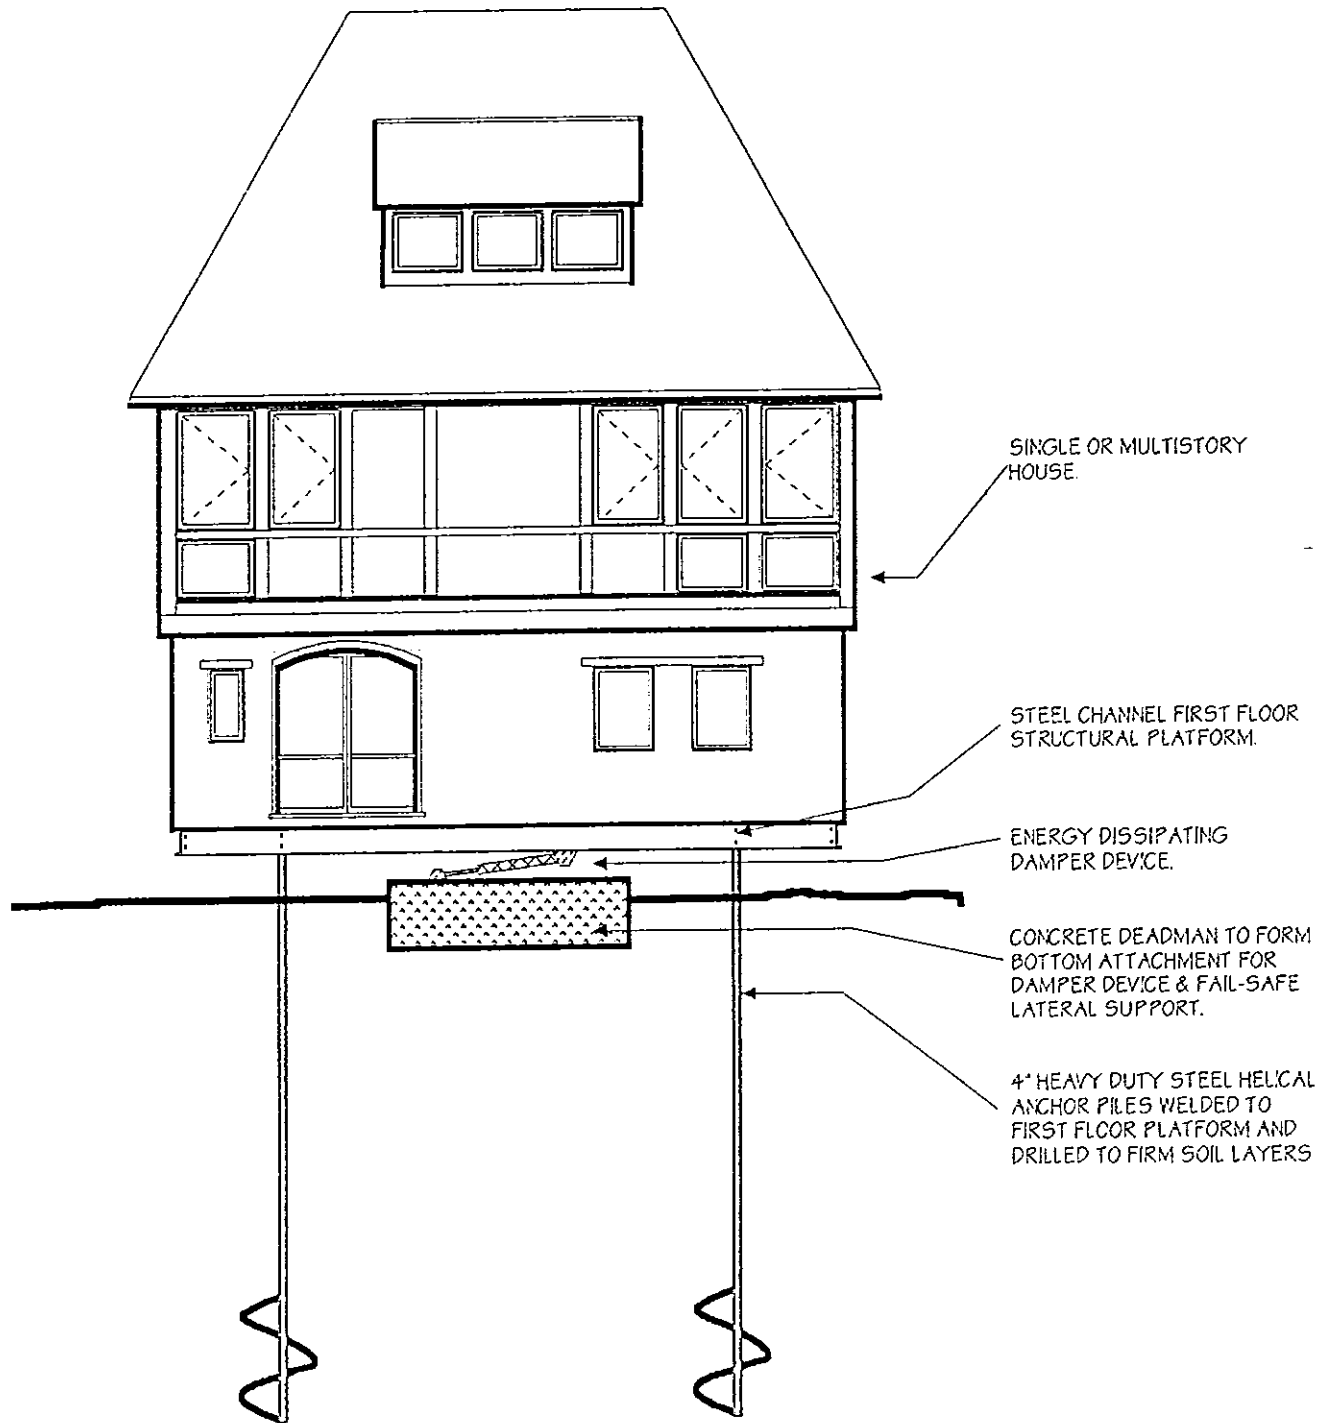 SINGLE OR MULTISTORY
HOUSE.
STEEL CHANNEL FIRST FLOOR
STRUCTURAL PLATFORM.
ENERGY DISSIPATING
DAMPER DEVICE.
CONCRETE DEADMAN TO FORM
BOTTOM ATTACHMENT FOR
DAMPER DEVICE & FAIL-SAFE
LATERAL SUPPORT.
4" HEAVY DUTY STEEL HELICAL
ANCHOR PILES WELDED TO
FIRST FLOOR PLATFORM AND
DRILLED TO FIRM SOIL LAYERS